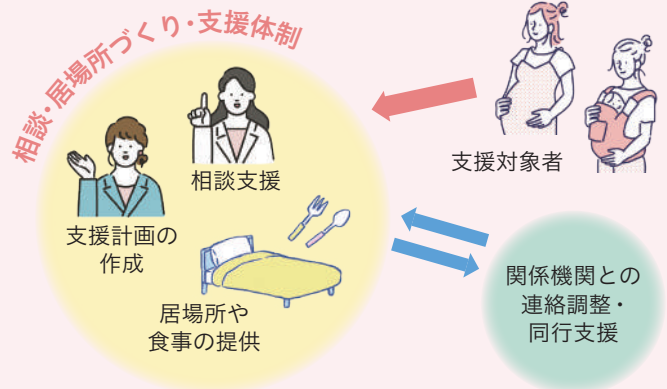 相談・居場所づくり・支援体制
相談支援
支援計画の
作成
居場所や
食事の提供
支援対象者
関係機関との
連絡調整・
同行支援